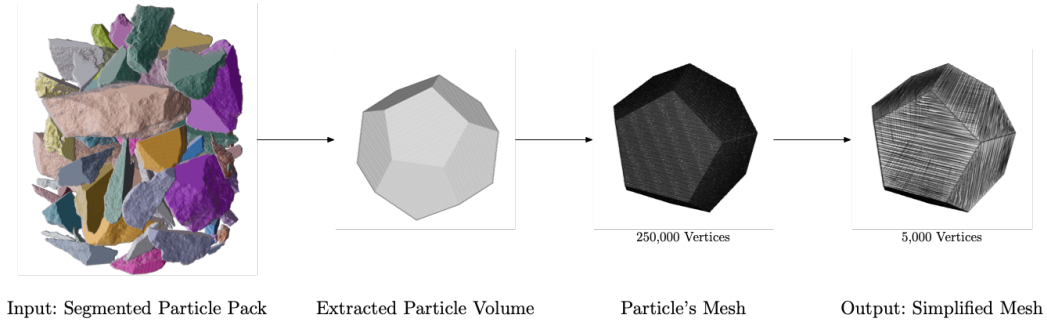 250,000 Vertices
5,000 Vertices
Input: Segmented Particle Pack
Extracted Particle Volume
Particle's Mesh
Output: Simplified Mesh